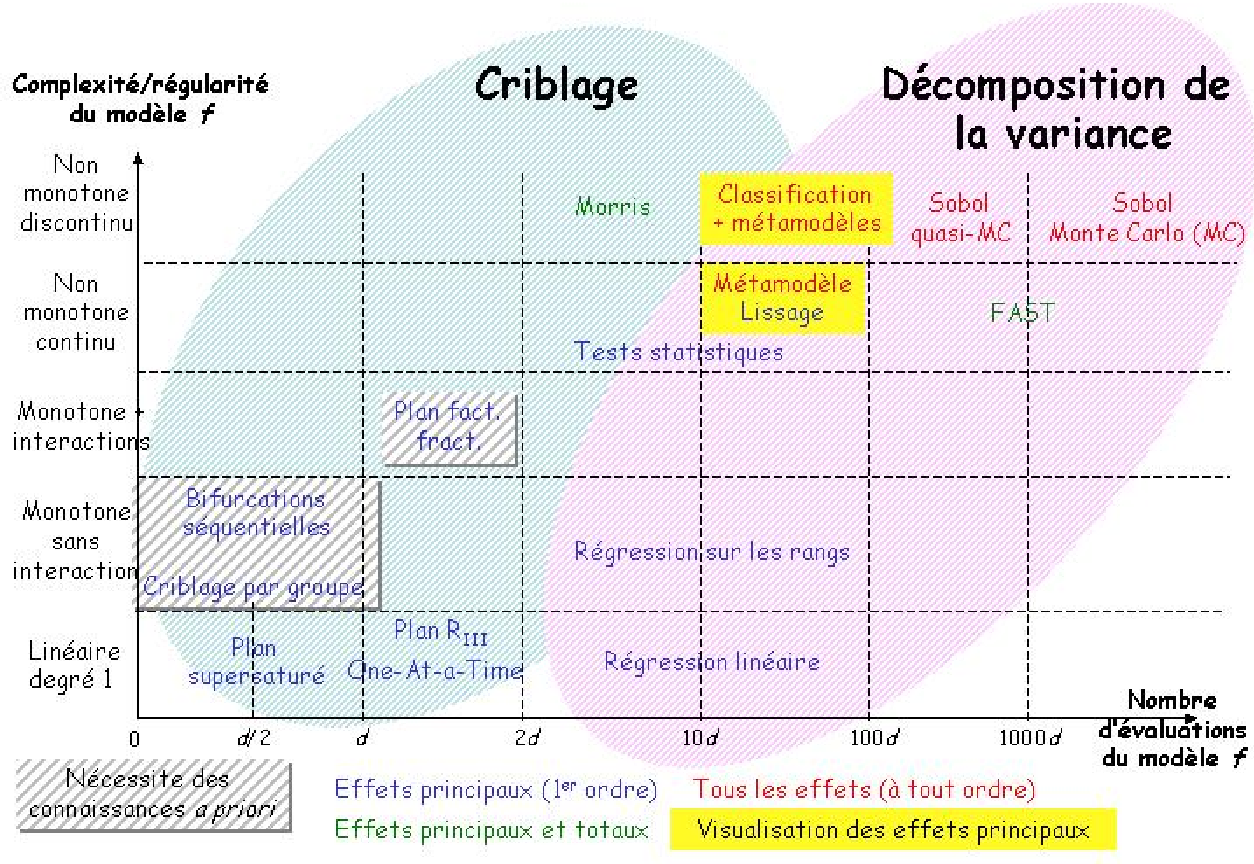 Criblage
Décomposition de
la variance
Complexité/régularité
du modèle f
Non
monotone
discontinu
Morris
Classification
+ métamodèles
Sobol
quasi-MC
Sobol
Monte Carlo (MC)
Non
monotone
continu
Métamodèle
Lissage
FAST
Tests statistiques
Monotone +
interactions
Plan fact.
fract.
Monotone
sans
interaction
Bifurcations
séquentielles
Criblage par groupe
Régression sur les rangs
Linéaire
degré 1
Plan
supersaturé
Plan RIII
One-At-a-Time
Régression linéaire
0
d/2
d
2d
10d
100d
1000d
Nombre
d'évaluations
du modèle f
Nécessite des
connaissances a priori
Effets principaux (1er ordre)
Tous les effets (à tout ordre)
Effets principaux et totaux
Visualisation des effets principaux